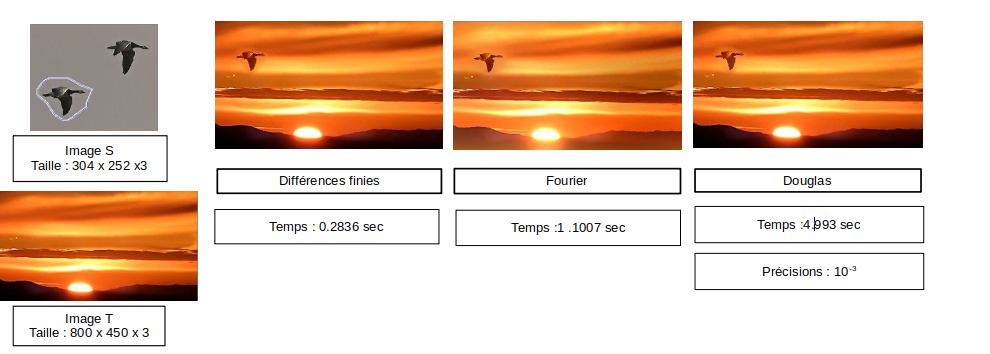 Image S
Taille : 304 x 252 x3
Image T
Taille : 800 x 450 x 3
Différences finies
Temps : 0.2836 sec
Fourier
Temps :1 .1007 sec
Douglas
Temps :4.993 sec
Précisions : 10⁻³